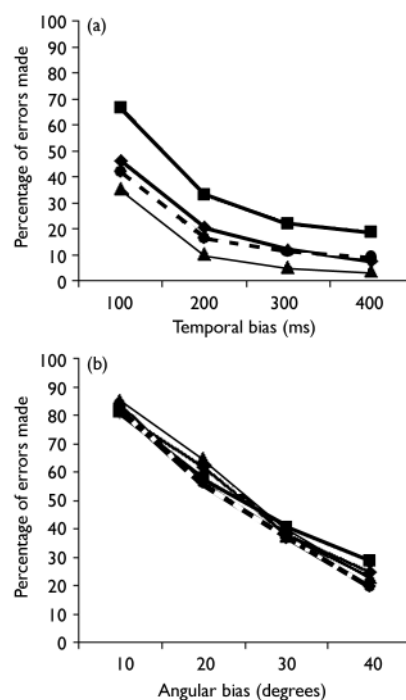 (a)
Percentage of errors made
100
90
80
70
60
50
40
30
20
10
0
100 200 300 400
Temporal bias (ms)
(b)
Percentage of errors made
100
90
80
70
60
50
40
30
20
10
0
10 20 30 40
Angular bias (degrees)